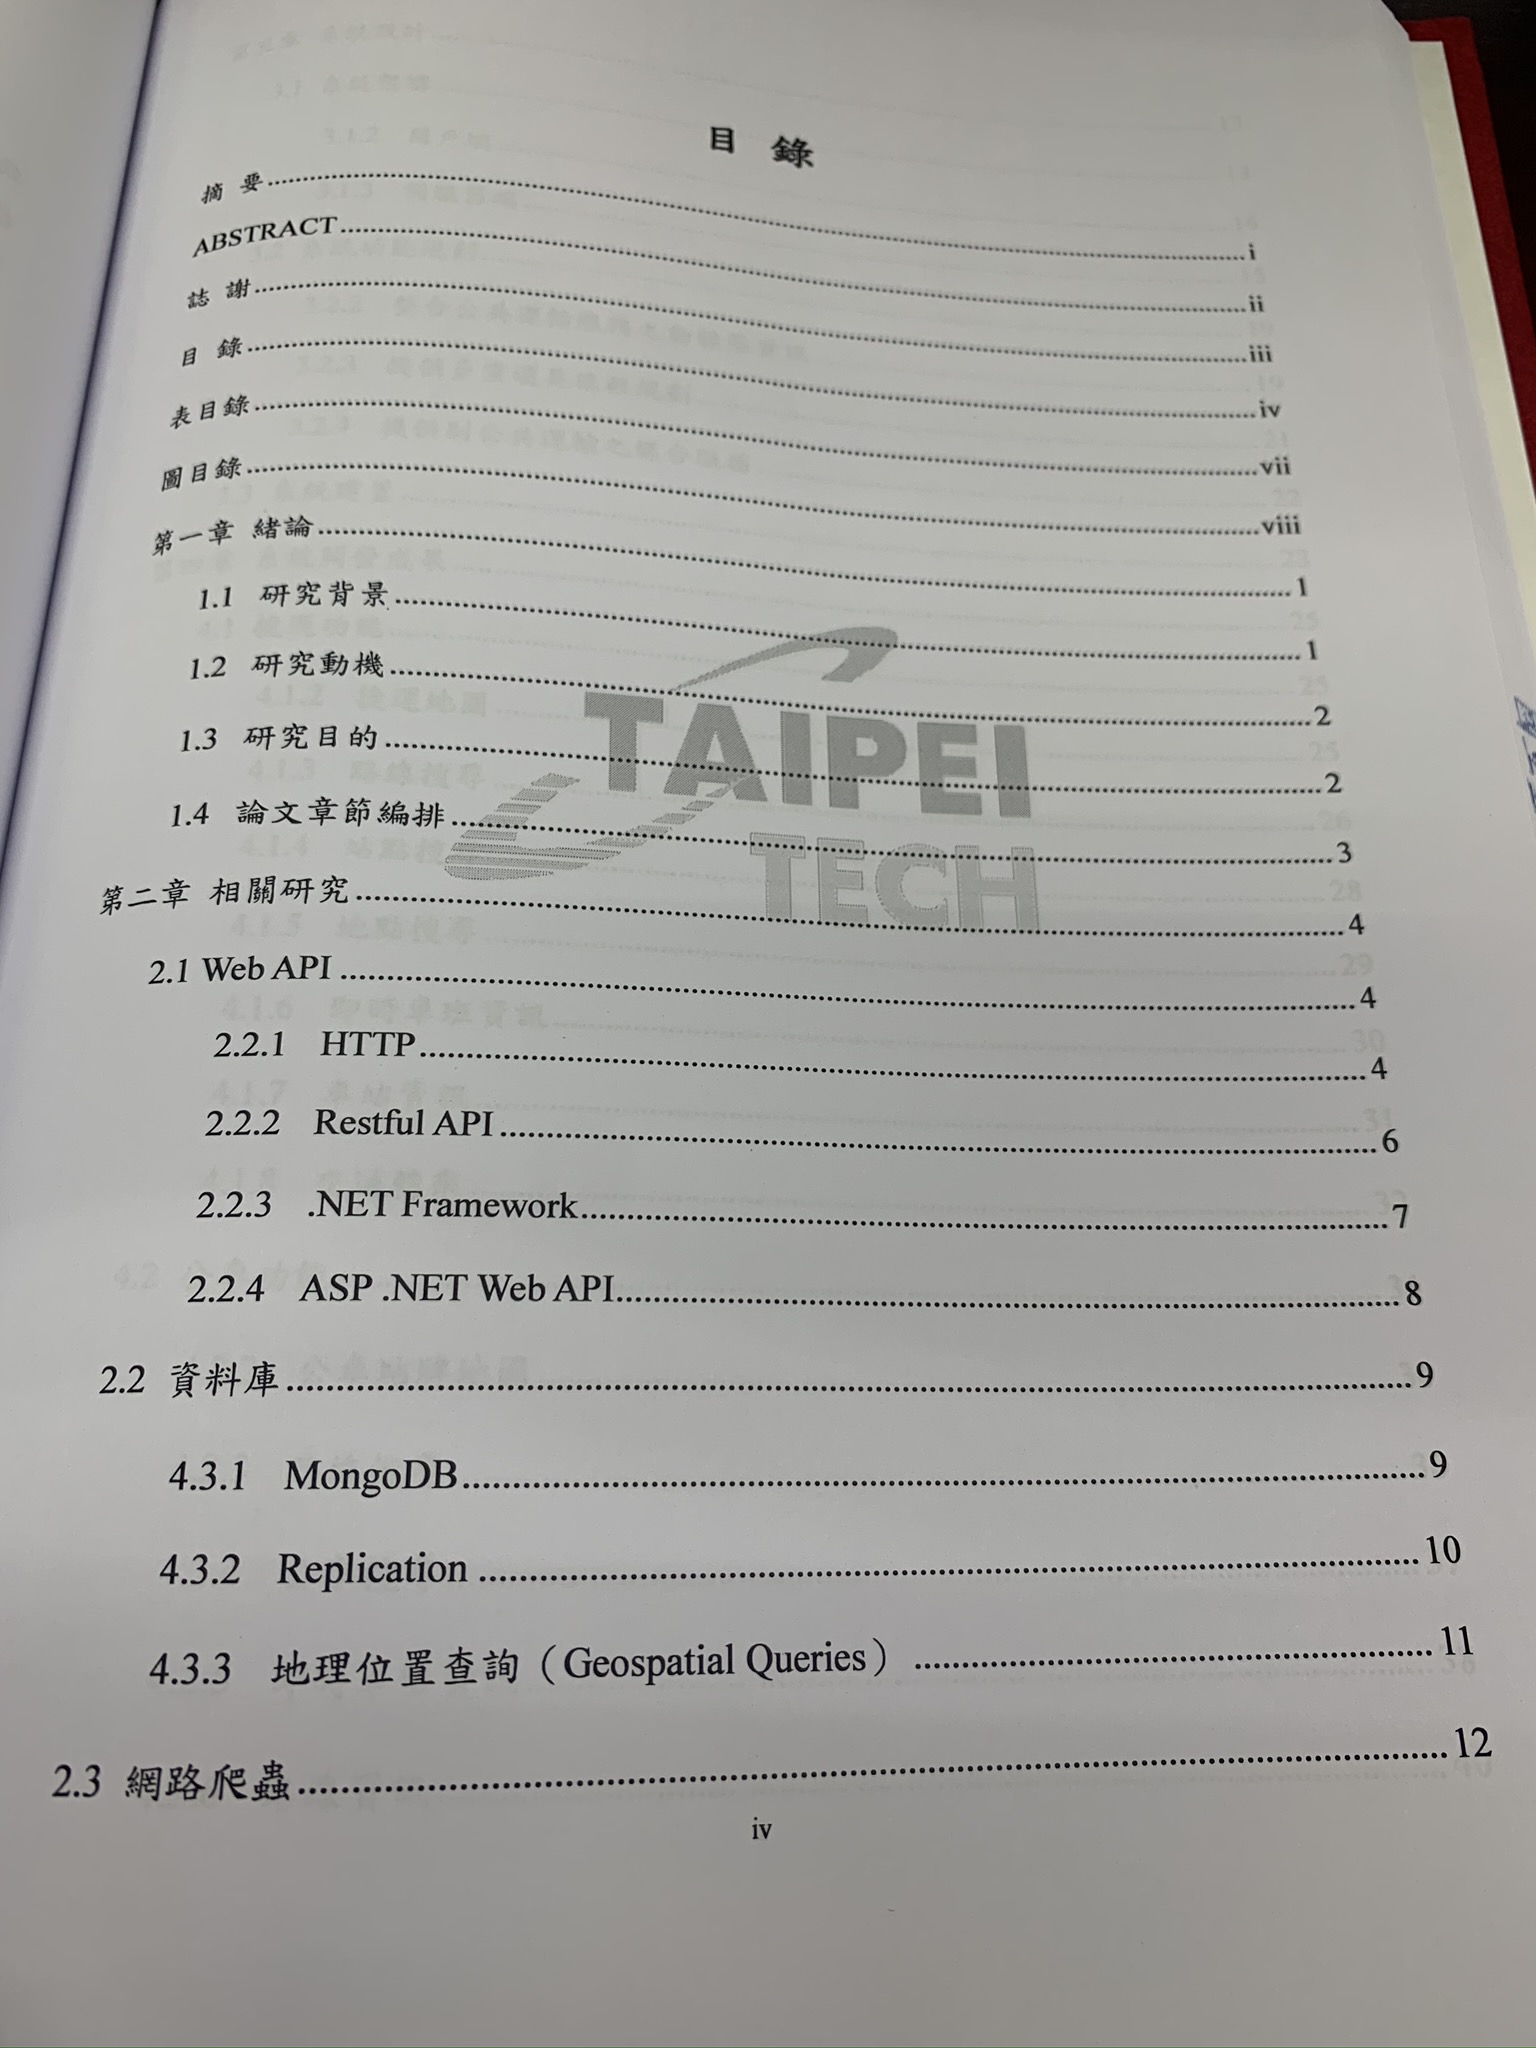 目 錄
摘 要....................i
ABSTRACT....................ii
誌 謝....................iii
目 錄....................iv
表目錄....................vii
圖目錄....................viii
第一章 緒論....................1
1.1 研究背景....................1
1.2 研究動機....................2
1.3 研究目的....................2
1.4 論文章節編排....................3
TAIPEI
TECH
第二章 相關研究....................4
2.1 Web API....................4
2.2.1 HTTP....................4
2.2.2 Restful API....................6
2.2.3 .NET Framework....................7
2.2.4 ASP .NET Web API....................8
2.2 資料庫....................9
4.3.1 MongoDB....................9
4.3.2 Replication....................10
4.3.3 地理位置查詢（Geospatial Queries）....................11
2.3 網路爬蟲....................12
iv